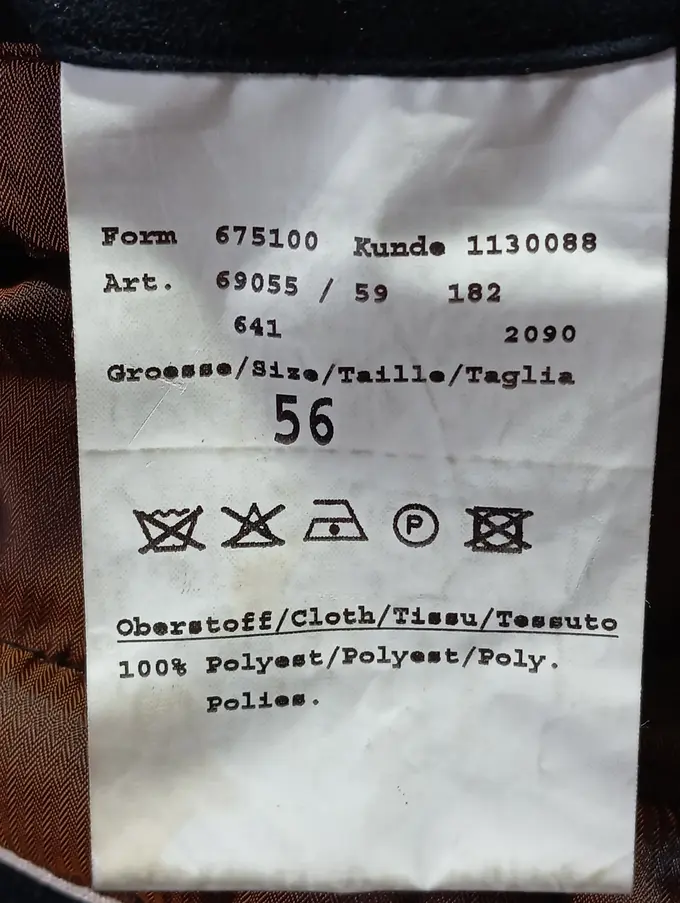 Form 675100 Kunde 1130088
Art. 69055 / 59 182
641 2090
Groesse/Size/Taille/Taglia
56
P
Oberstoff/Cloth/Tissu/Tessuto
100% Polyest/Polyest/Poly.
Polies.